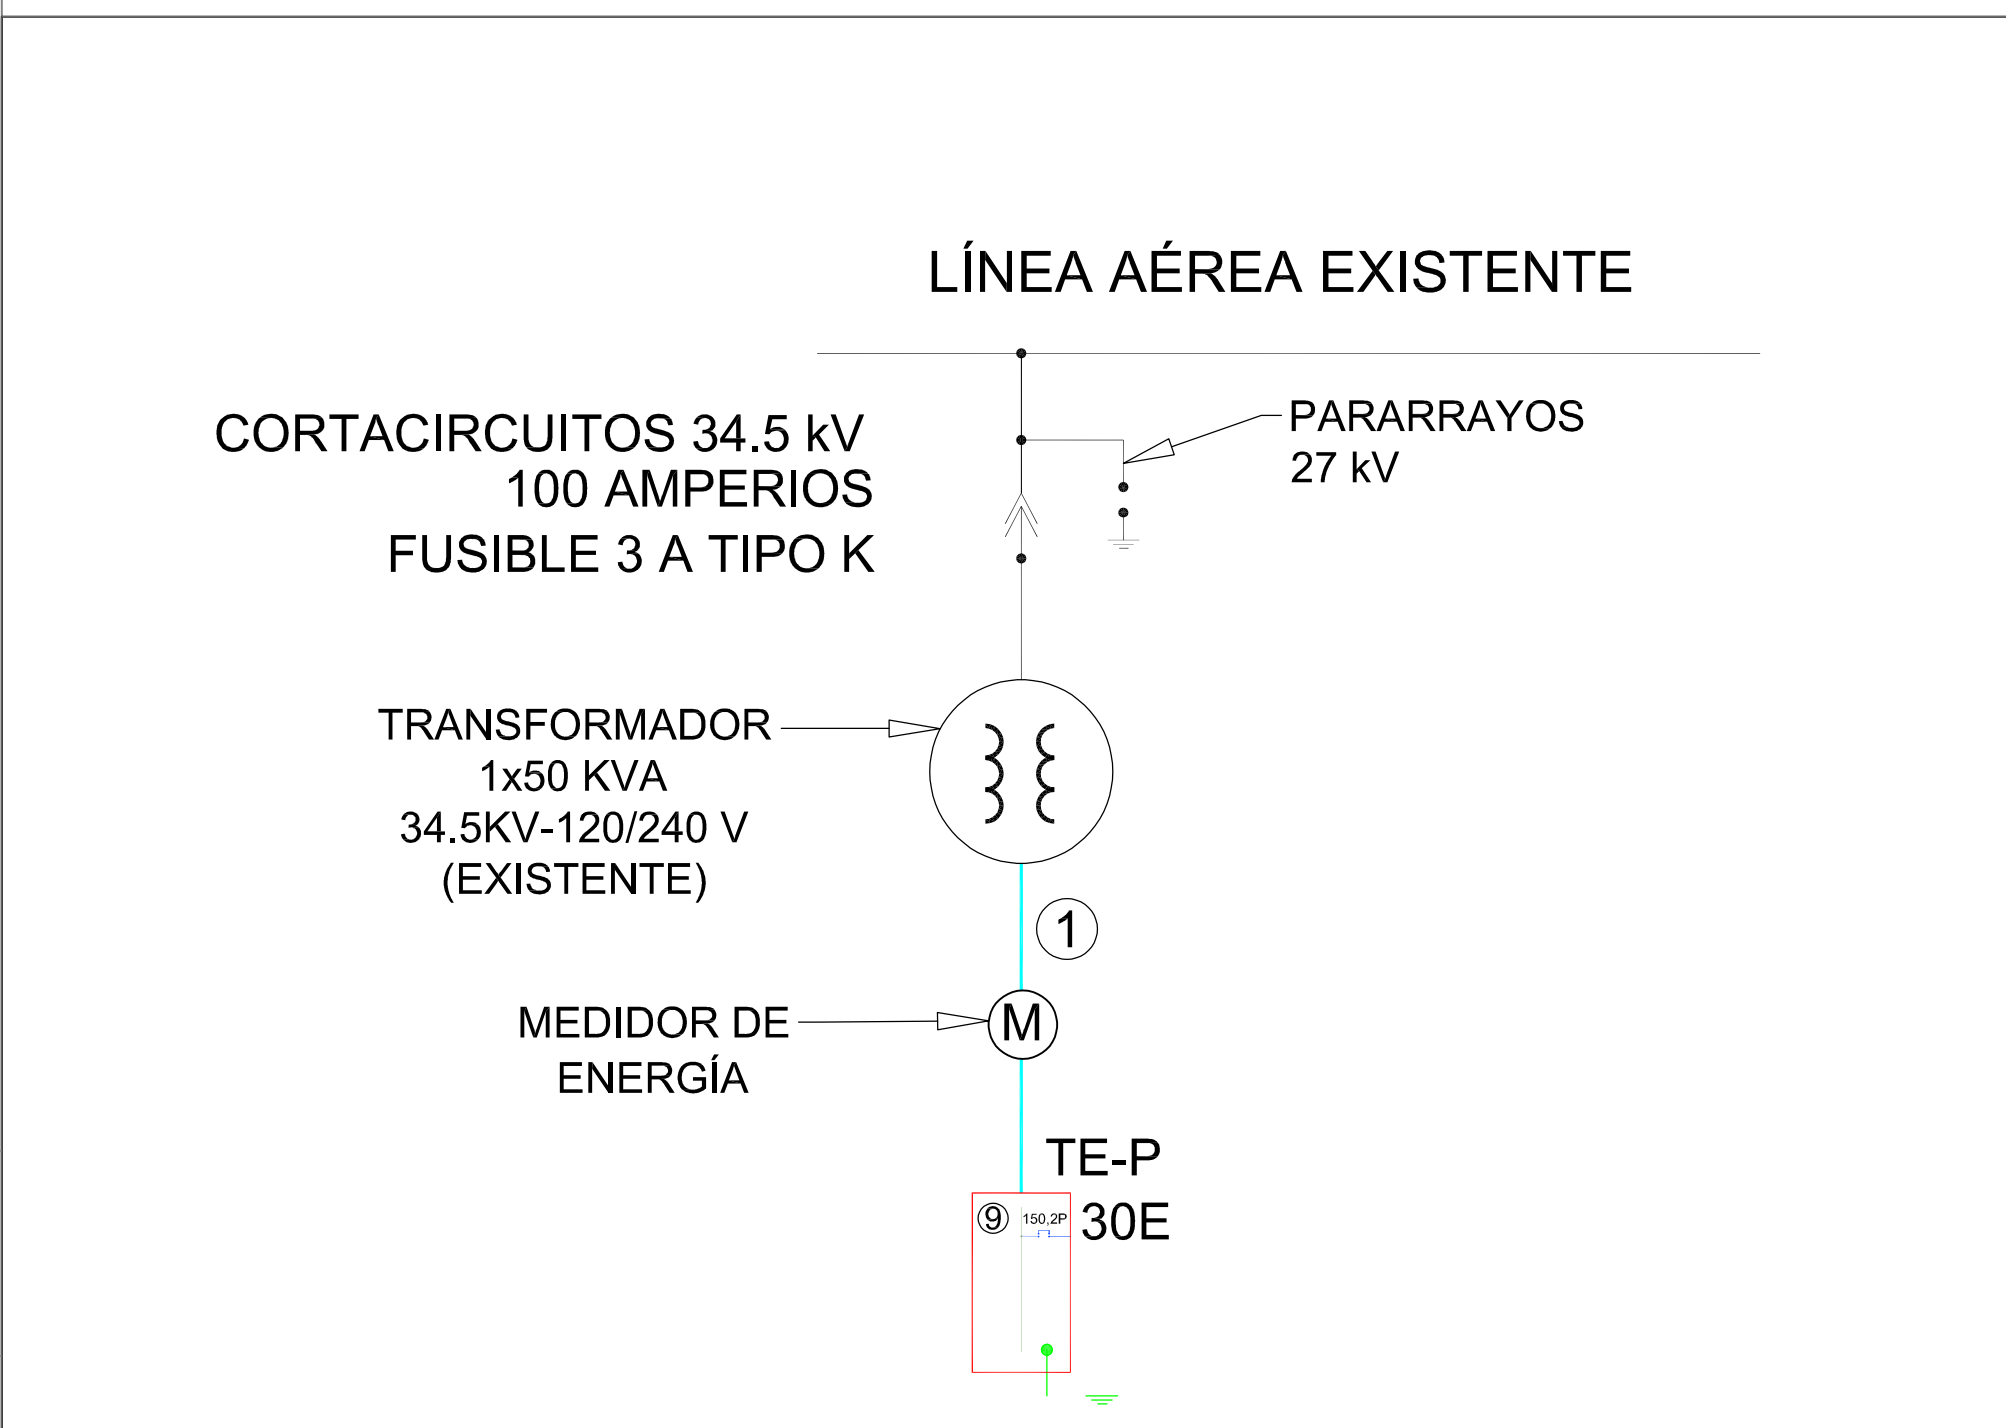 LÍNEA AÉREA EXISTENTE
CORTACIRCUITOS 34.5 kV
100 AMPERIOS
FUSIBLE 3 A TIPO K
PARARRAYOS
27 kV
TRANSFORMADOR
1x50 KVA
34.5KV-120/240 V
(EXISTENTE)
1
MEDIDOR DE
ENERGÍA
M
TE-P
30E
9
150,2P